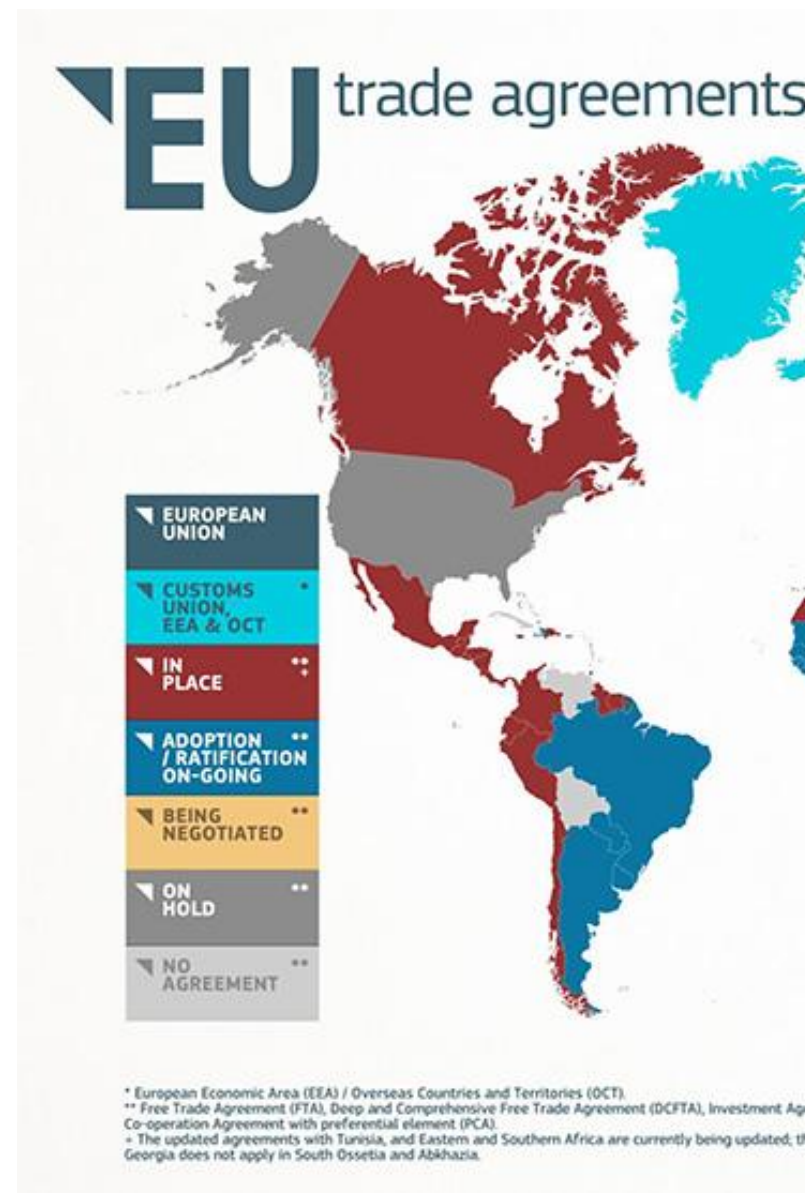 EU trade agreements
EUROPEAN
UNION
CUSTOMS *
UNION,
EEA & OCT
IN **
PLACE +
ADOPTION **
/ RATIFICATION
ON-GOING
BEING **
NEGOTIATED
ON **
HOLD
NO **
AGREEMENT
* European Economic Area (EEA) / Overseas Countries and Territories (OCT).
** Free Trade Agreement (FTA), Deep and Comprehensive Free Trade Agreement (DCFTA), Investment Ag
Co-operation Agreement with preferential element (PCA).
+ The updated agreements with Tunisia, and Eastern and Southern Africa are currently being updated; th
Georgia does not apply in South Ossetia and Abkhazia.